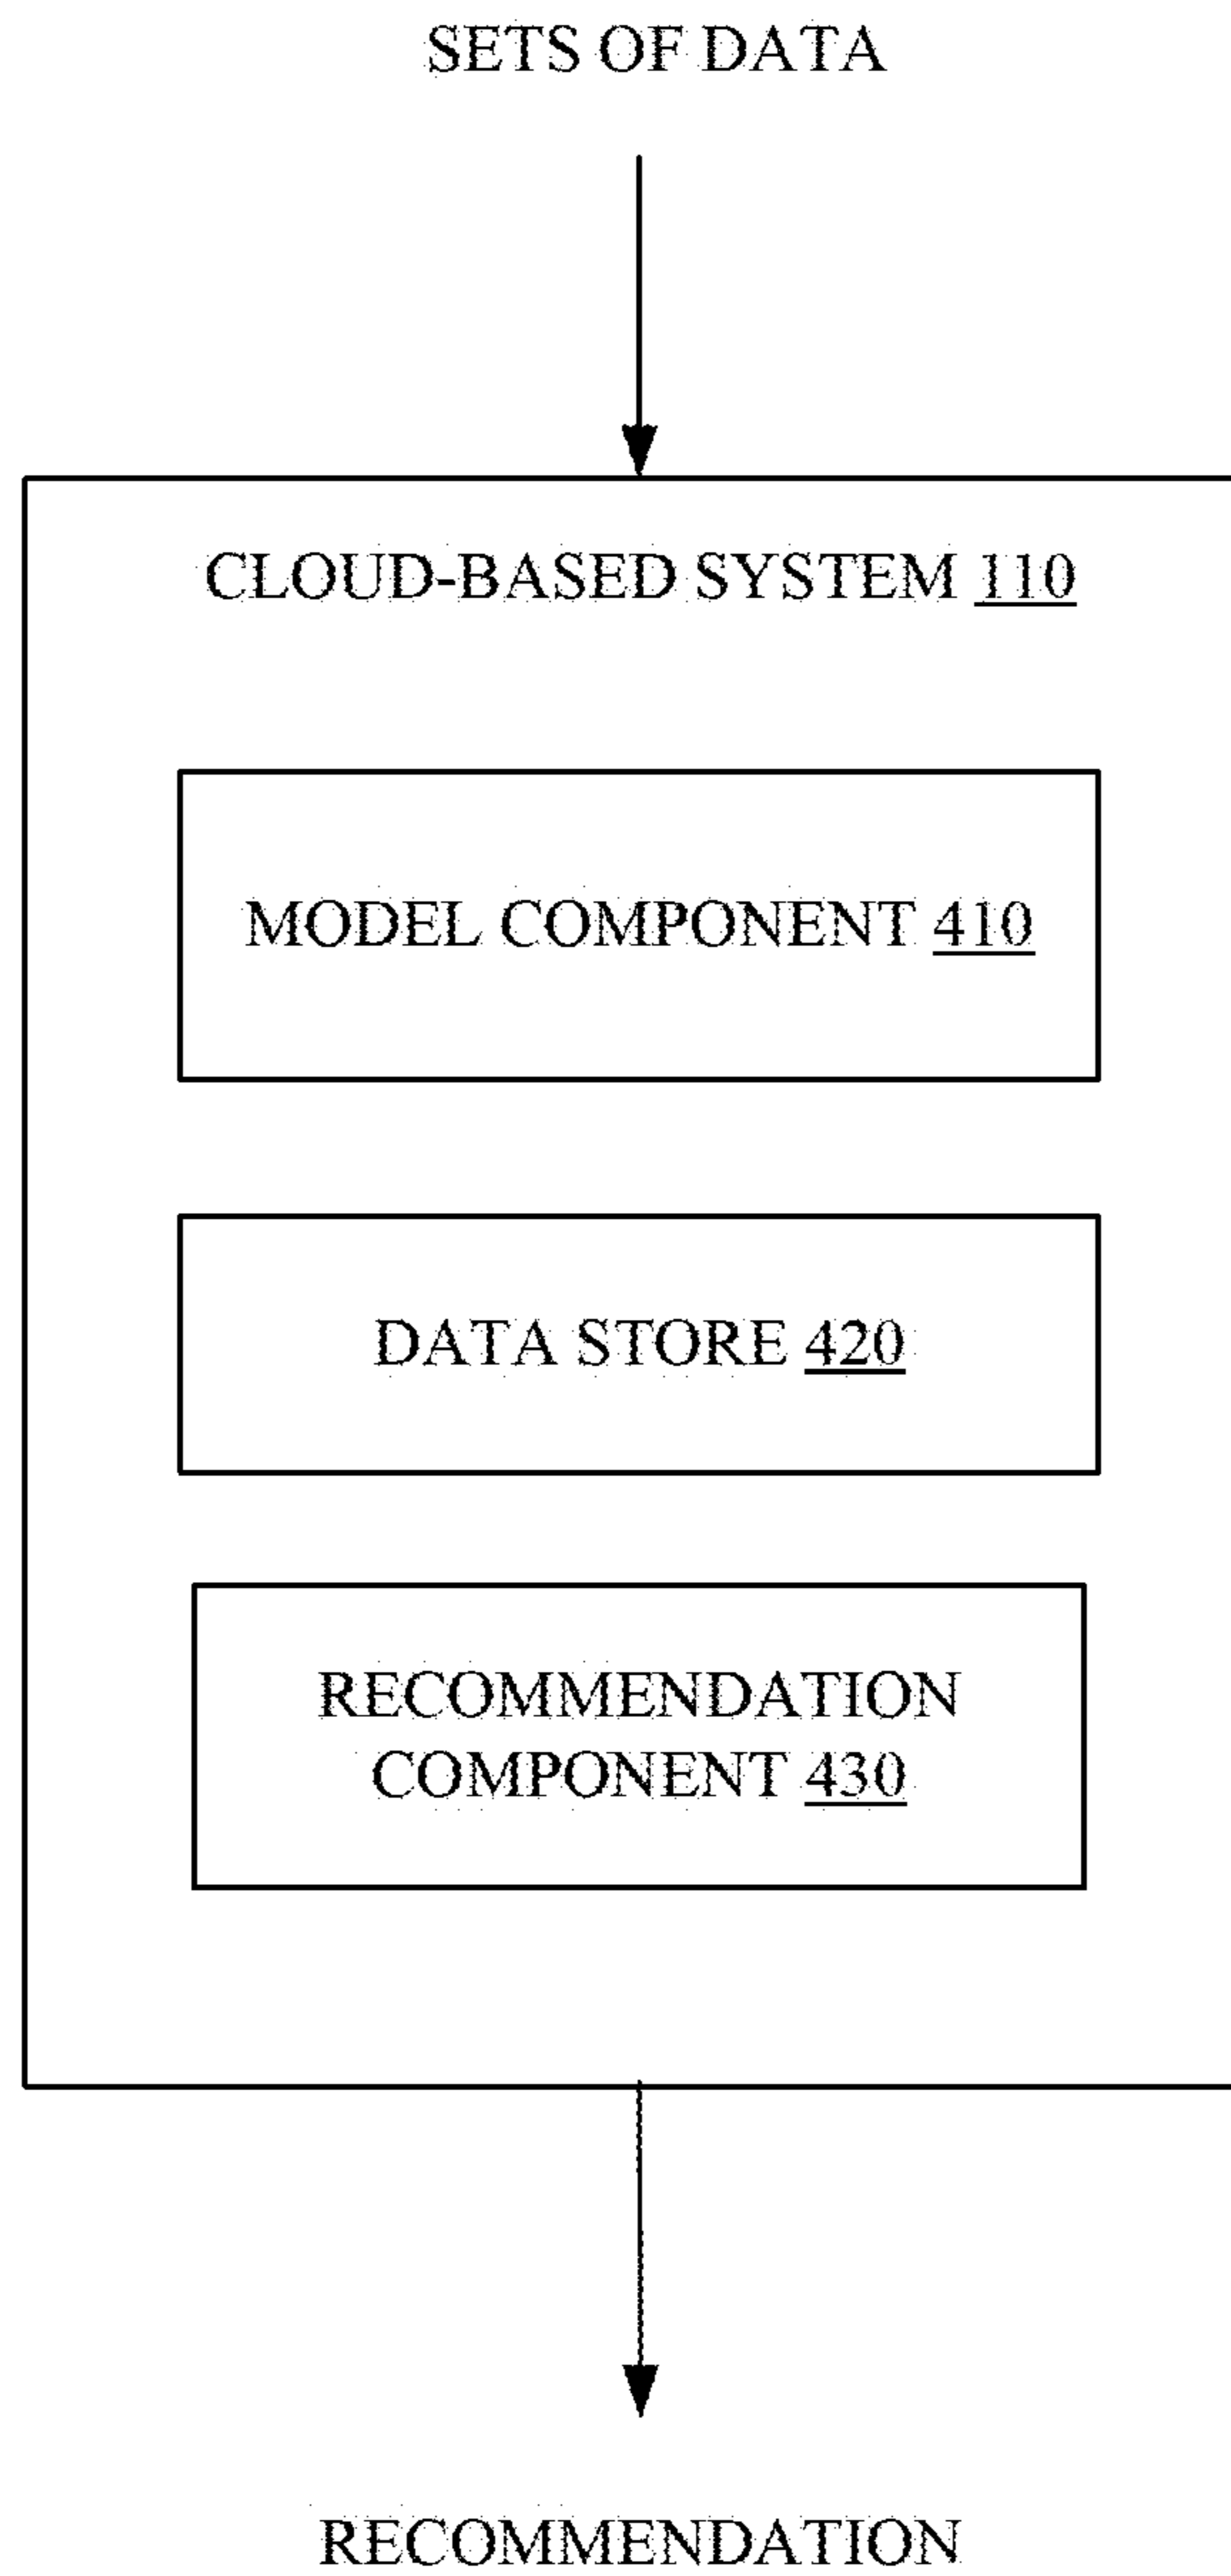 SETS OF DATA
CLOUD-BASED SYSTEM 110
MODEL COMPONENT 410
DATA STORE 420
RECOMMENDATION
COMPONENT 430
RECOMMENDATION